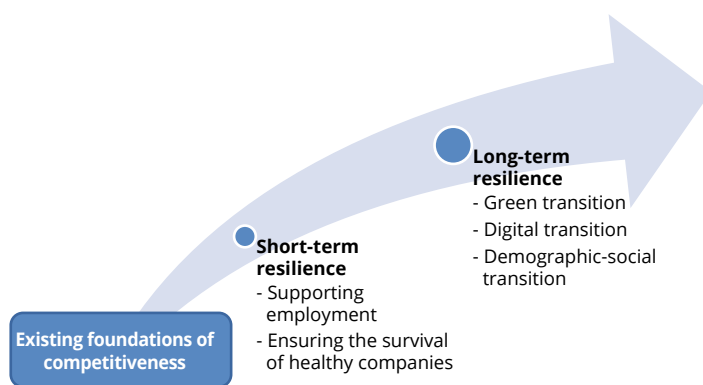 Long-term
resilience
- Green transition
- Digital transition
- Demographic-social
transition
Short-term
resilience
- Supporting
employment
- Ensuring the survival
of healthy companies
Existing foundations of
competitiveness